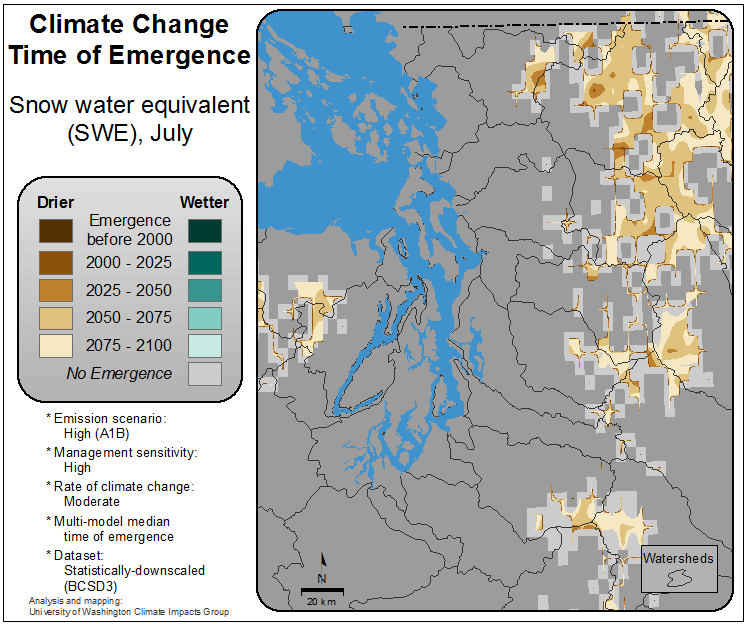 Climate Change
Time of Emergence
Snow water equivalent
(SWE), July
Drier
Wetter
Emergence
before 2000
2000 - 2025
2025 - 2050
2050 - 2075
2075 - 2100
No Emergence
* Emission scenario:
High (A1B)
* Management sensitivity:
High
* Rate of climate change:
Moderate
* Multi-model median
time of emergence
* Dataset:
Statistically-downscaled
(BCSD3)
Analysis and mapping:
University of Washington Climate Impacts Group
N
20 km
Watersheds